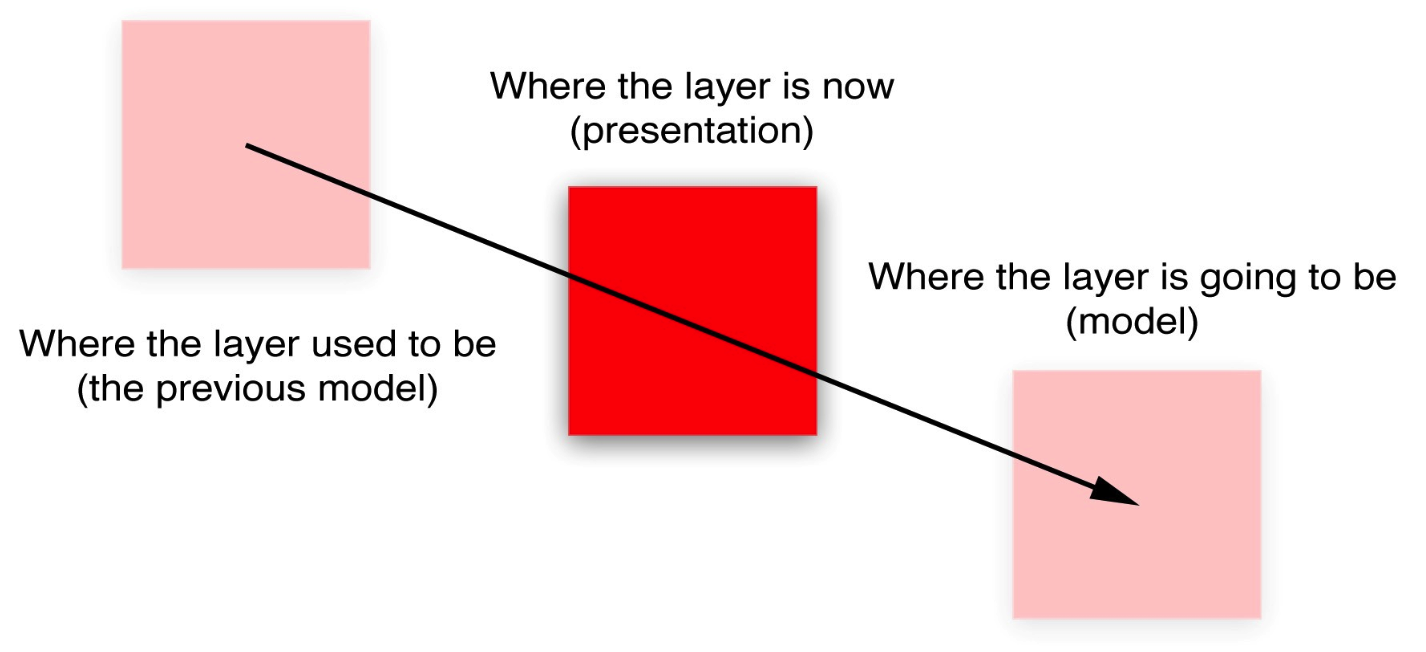 Where the layer is now
(presentation)
Where the layer is going to be
(model)
Where the layer used to be
(the previous model)